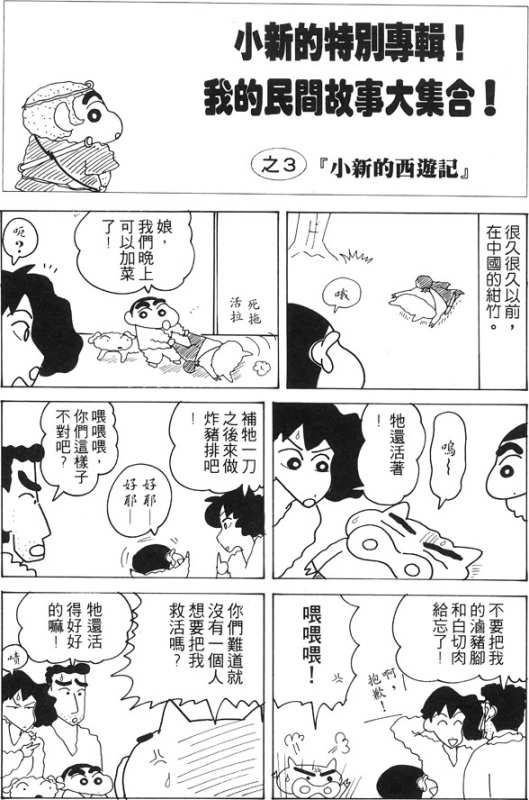 小新的特別專輯！
我的民間故事大集合！
之3
『小新的西遊記』
很久很久以前，
在中國的紺竹。
哦
娘，
我們晚上
可以加菜
了！
死拖
活拉
呃？
嗚～
牠還活著
！
補牠一刀
之後來做
炸豬排吧
！
好耶——
好耶——
喂喂喂，
你們這樣子
不對吧？
不要把我
的滷豬腳
和白切肉
給忘了！
啊，
抱歉！
喂喂喂！
你們難道就
沒有一個人
想要把我
救活嗎？
牠還活
得好好
的嘛！
嘖